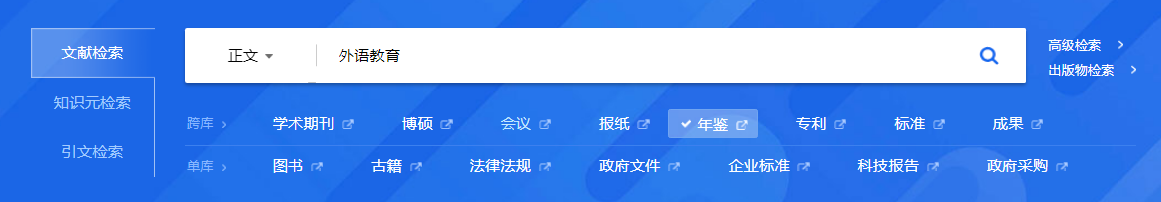 文献检索
知识元检索
引文检索
正文 外语教育
高级检索
出版物检索
跨库 学术期刊 博硕 会议 报纸 年鉴 专利 标准 成果
单库 图书 古籍 法律法规 政府文件 企业标准 科技报告 政府采购